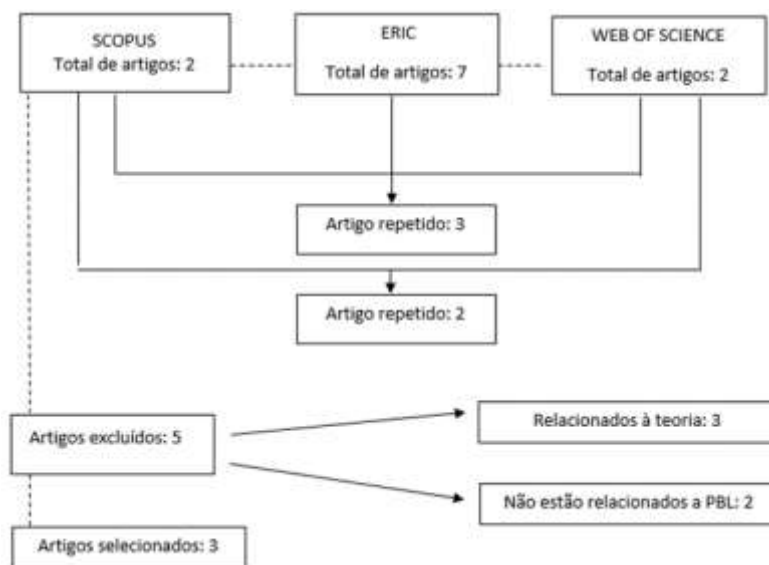 SCOPUS
Total de artigos: 2
ERIC
Total de artigos: 7
WEB OF SCIENCE
Total de artigos: 2
Artigo repetido: 3
Artigo repetido: 2
Artigos excluídos: 5
Relacionados à teoria: 3
Não estão relacionados a PBL: 2
Artigos selecionados: 3